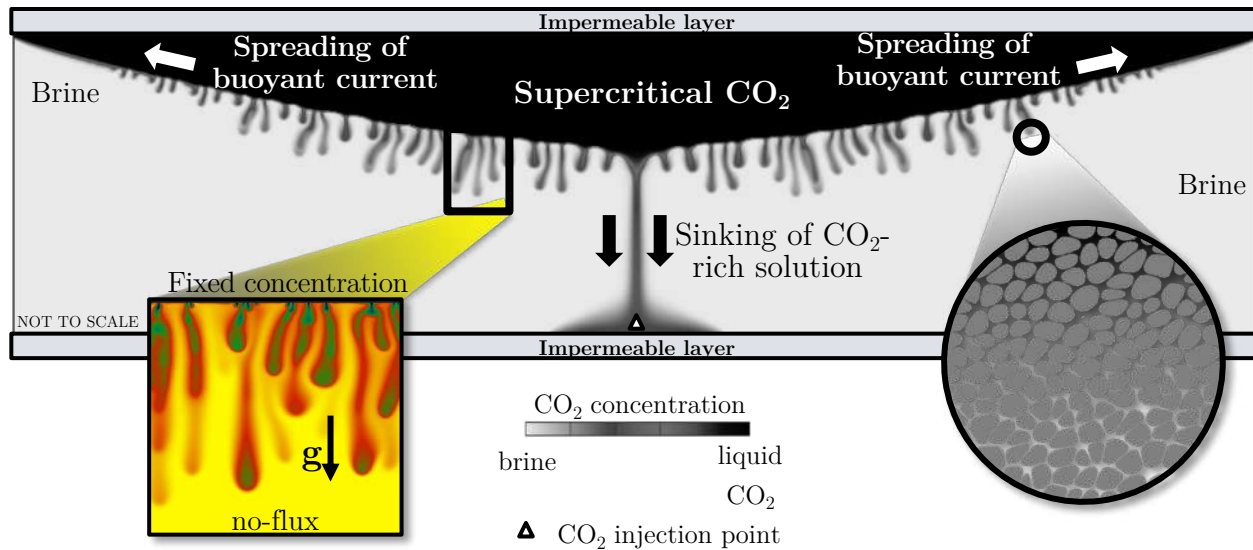 Impermeable layer
Spreading of
buoyant current
Spreading of
buoyant current
Supercritical CO₂
Brine
Brine
Sinking of CO₂-
rich solution
Fixed concentration
NOT TO SCALE
Impermeable layer
g
no-flux
CO₂ concentration
brine
liquid
CO₂
CO₂ injection point